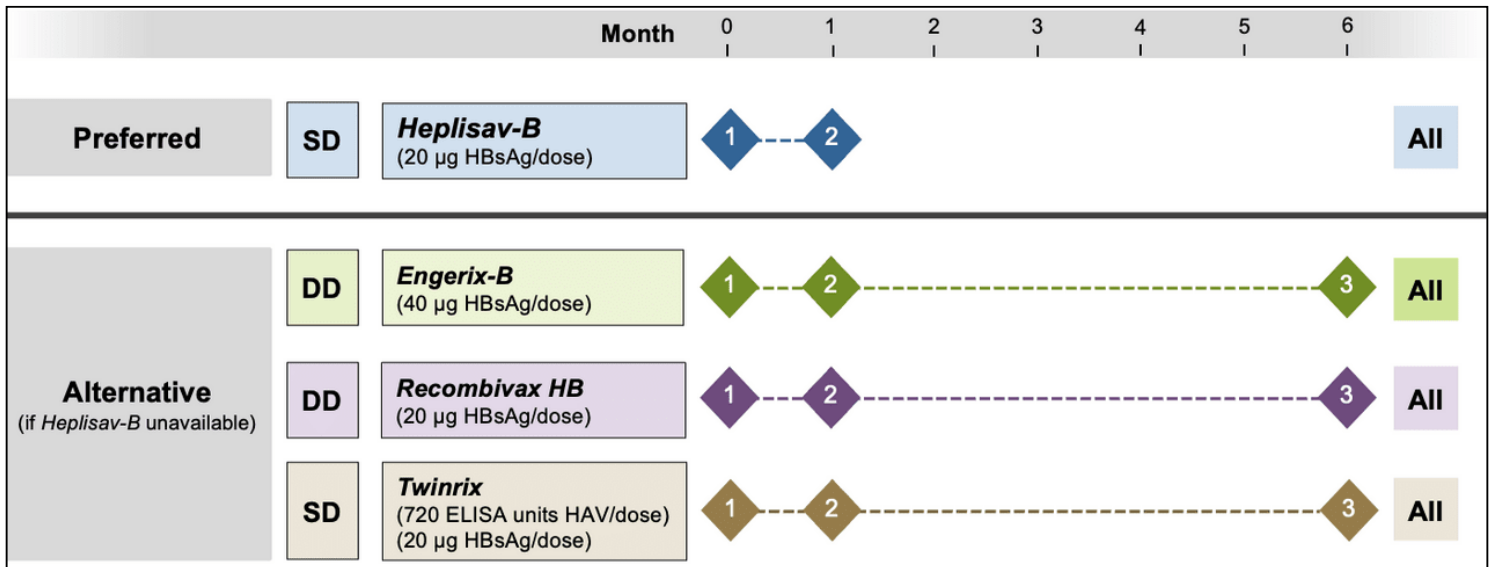 Month 0 1 2 3 4 5 6
Preferred SD Heplisav-B 1 2 All
(20 µg HBsAg/dose)
DD Engerix-B 1 2 3 All
(40 µg HBsAg/dose)
Alternative
(if Heplisav-B unavailable)
DD Recombivax HB 1 2 3 All
(20 µg HBsAg/dose)
SD Twinrix 1 2 3 All
(720 ELISA units HAV/dose)
(20 µg HBsAg/dose)